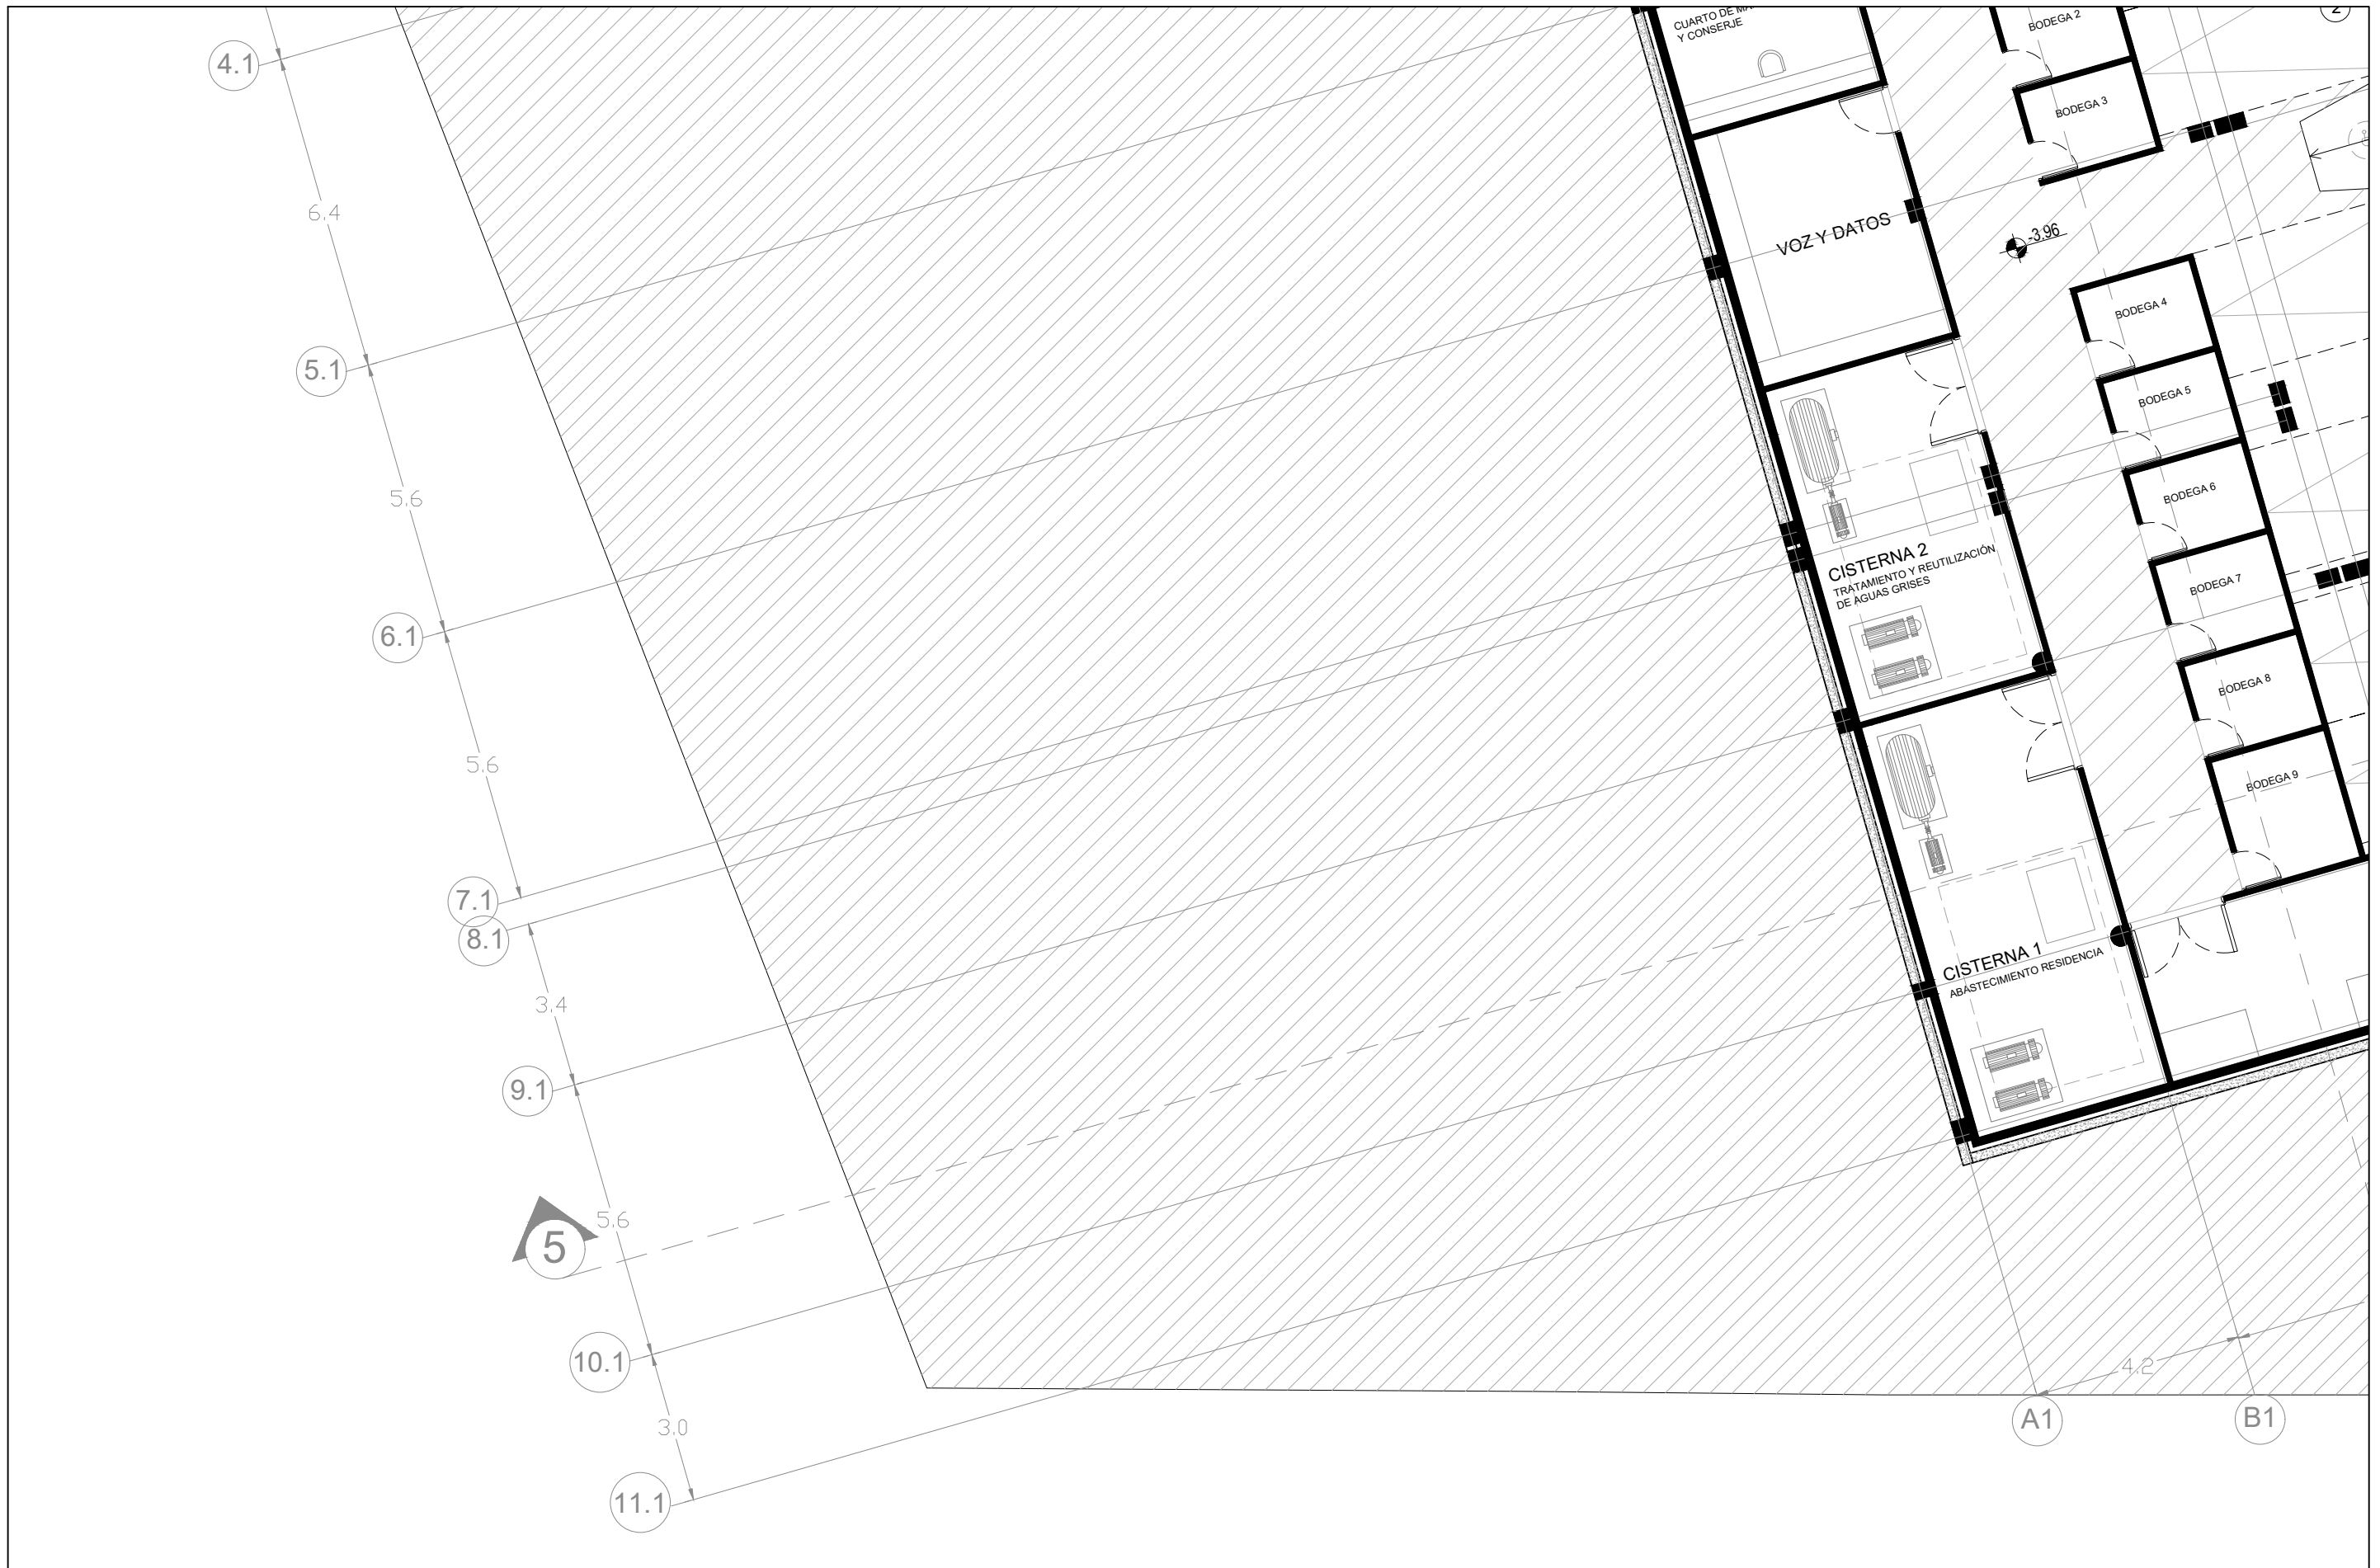 4.1
6.4
5.1
5.6
6.1
5.6
7.1
8.1
3.4
9.1
5.6
5
10.1
3.0
11.1
CUARTO DE
Y CONSERJE
VOZ Y DATOS
CISTERNA 2
TRATAMIENTO Y REUTILIZACIÓN
DE AGUAS GRISES
CISTERNA 1
ABASTECIMIENTO RESIDENCIA
BODEGA 2
BODEGA 3
-3.96
BODEGA 4
BODEGA 5
BODEGA 6
BODEGA 7
BODEGA 8
BODEGA 9
2
4.2
A1
B1